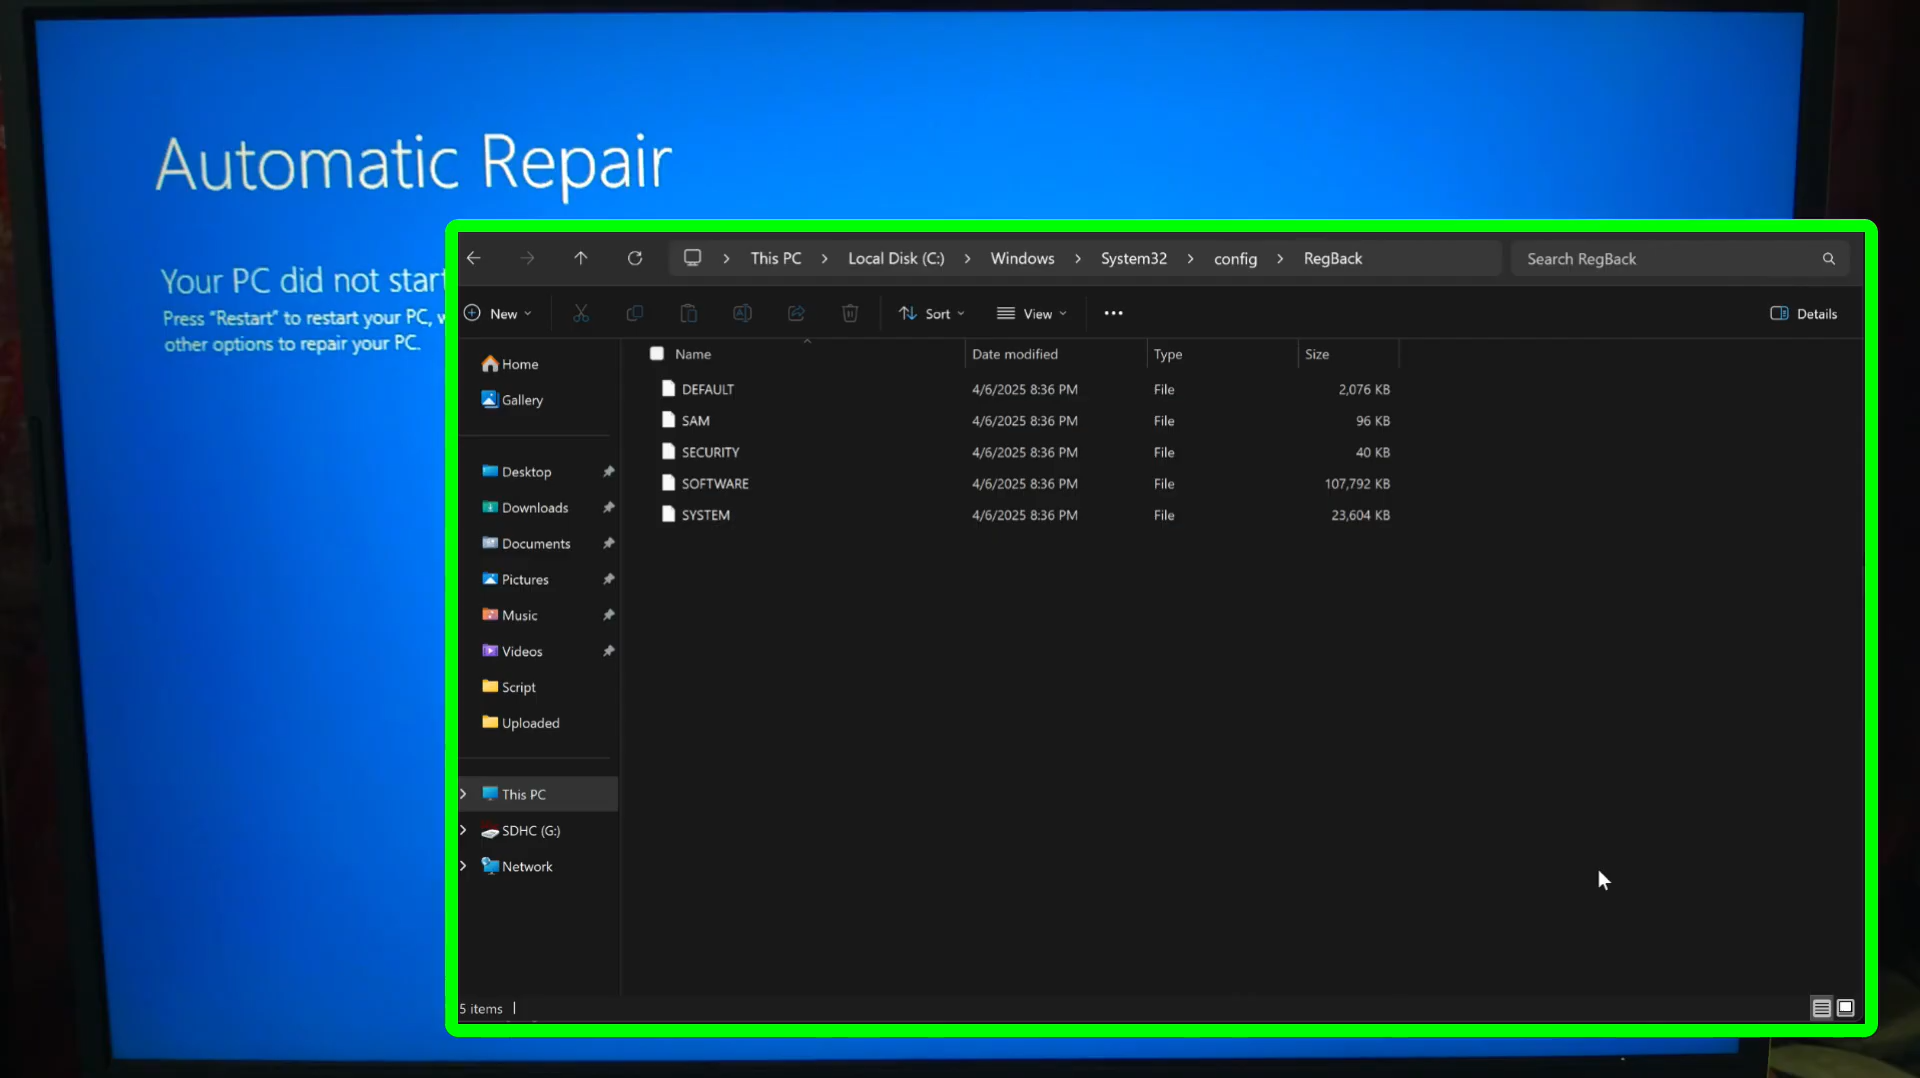 Automatic Repair
Your PC did not start
Press "Restart" to restart your PC,
other options to repair your PC.
This PC > Local Disk (C:) > Windows > System32 > config > RegBack
Search RegBack
New
Sort
View
Details
Home
Gallery
Desktop
Downloads
Documents
Pictures
Music
Videos
Script
Uploaded
This PC
SDHC (G:)
Network
Name Date modified Type Size
DEFAULT 4/6/2025 8:36 PM File 2,076 KB
SAM 4/6/2025 8:36 PM File 96 KB
SECURITY 4/6/2025 8:36 PM File 40 KB
SOFTWARE 4/6/2025 8:36 PM File 107,792 KB
SYSTEM 4/6/2025 8:36 PM File 23,604 KB
5 items